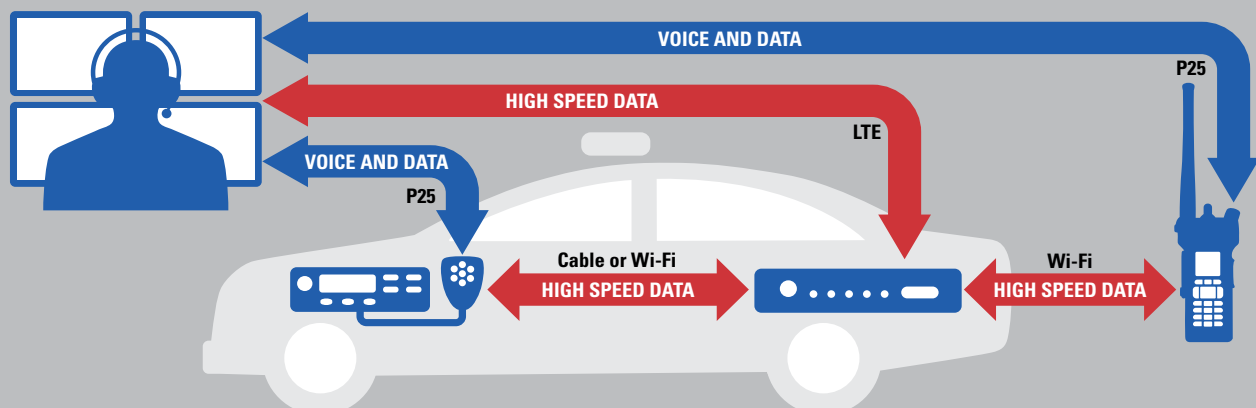 VOICE AND DATA
P25
HIGH SPEED DATA
LTE
VOICE AND DATA
P25
Cable or Wi-Fi
HIGH SPEED DATA
Wi-Fi
HIGH SPEED DATA